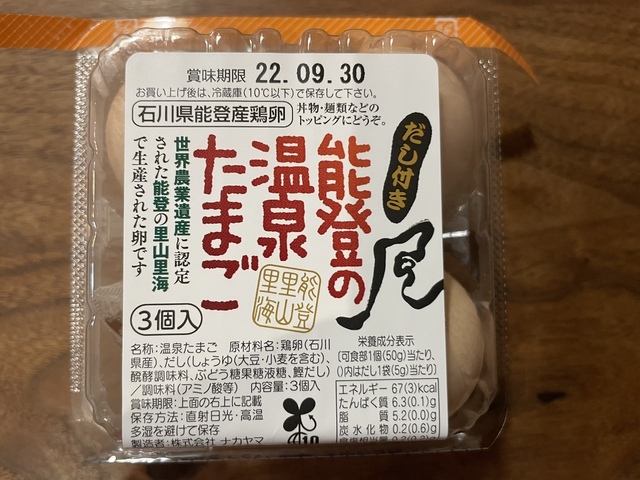 賞味期限 22.09.30
お買い上げ後は、冷蔵庫(10℃以下)で保存して下さい。
石川県能登産鶏卵
丼物・麺類などの
トッピングにどうぞ。
だし付き
能登の
温泉
たまご
世界農業遺産に認定
された能登の里山里海
で生産された卵です
能登
里山
里海
3個入
名称:温泉たまご 原材料名:鶏卵(石川
県産)、だし(しょうゆ(大豆・小麦を含む)、
醗酵調味料、ぶどう糖果糖液糖、鰹だし)
/調味料(アミノ酸等) 内容量:3個入
賞味期限:上面の右上に記載
保存方法:直射日光・高温
多湿を避けて保存
製造者:株式会社 ナカヤマ
栄養成分表示
(可食部1個(50g)当たり、
()内はだし1袋(5g)当たり)
エネルギー 67(3)kcal
たんぱく質 6.3(0.1)g
脂質 5.2(0.0)g
炭水化物 0.2(0.6)g